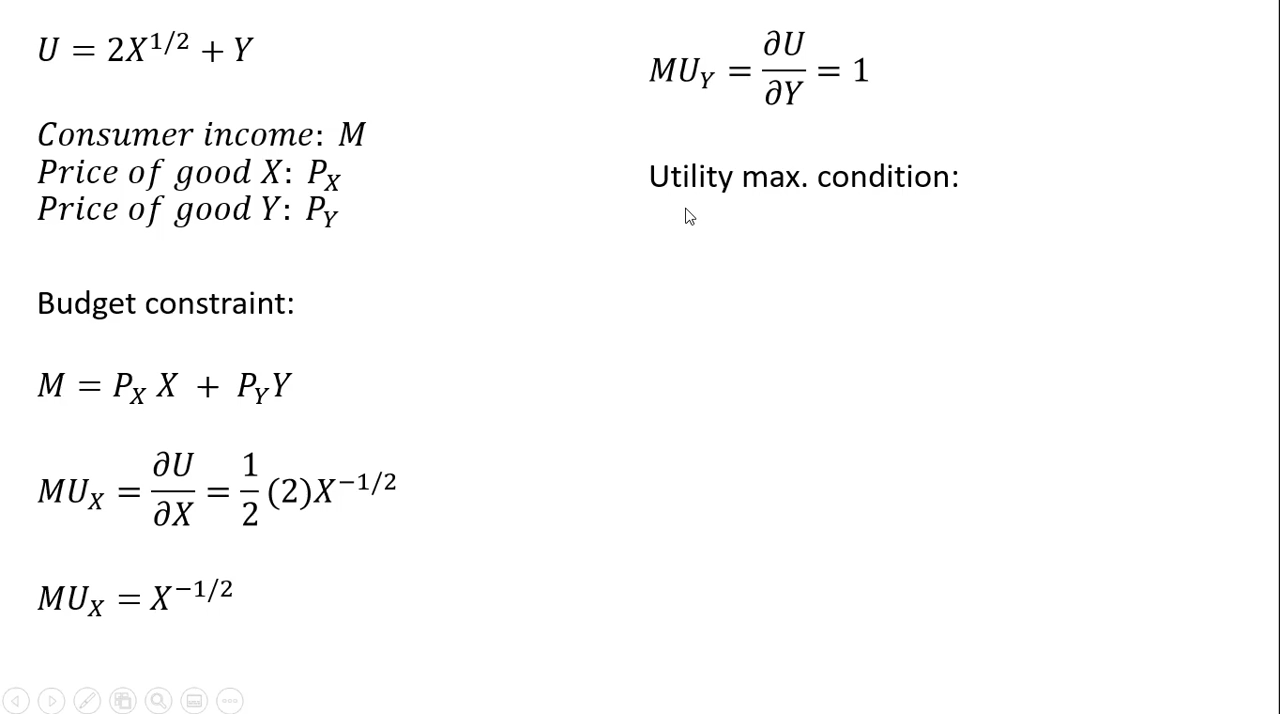 U = 2X^{1/2} + Y
Consumer income: M
Price of good X: P_X
Price of good Y: P_Y
Budget constraint:
M = P_X X + P_Y Y
MU_X = ∂U/∂X = 1/2 (2)X^{−1/2}
MU_X = X^{−1/2}
MU_Y = ∂U/∂Y = 1
Utility max. condition: